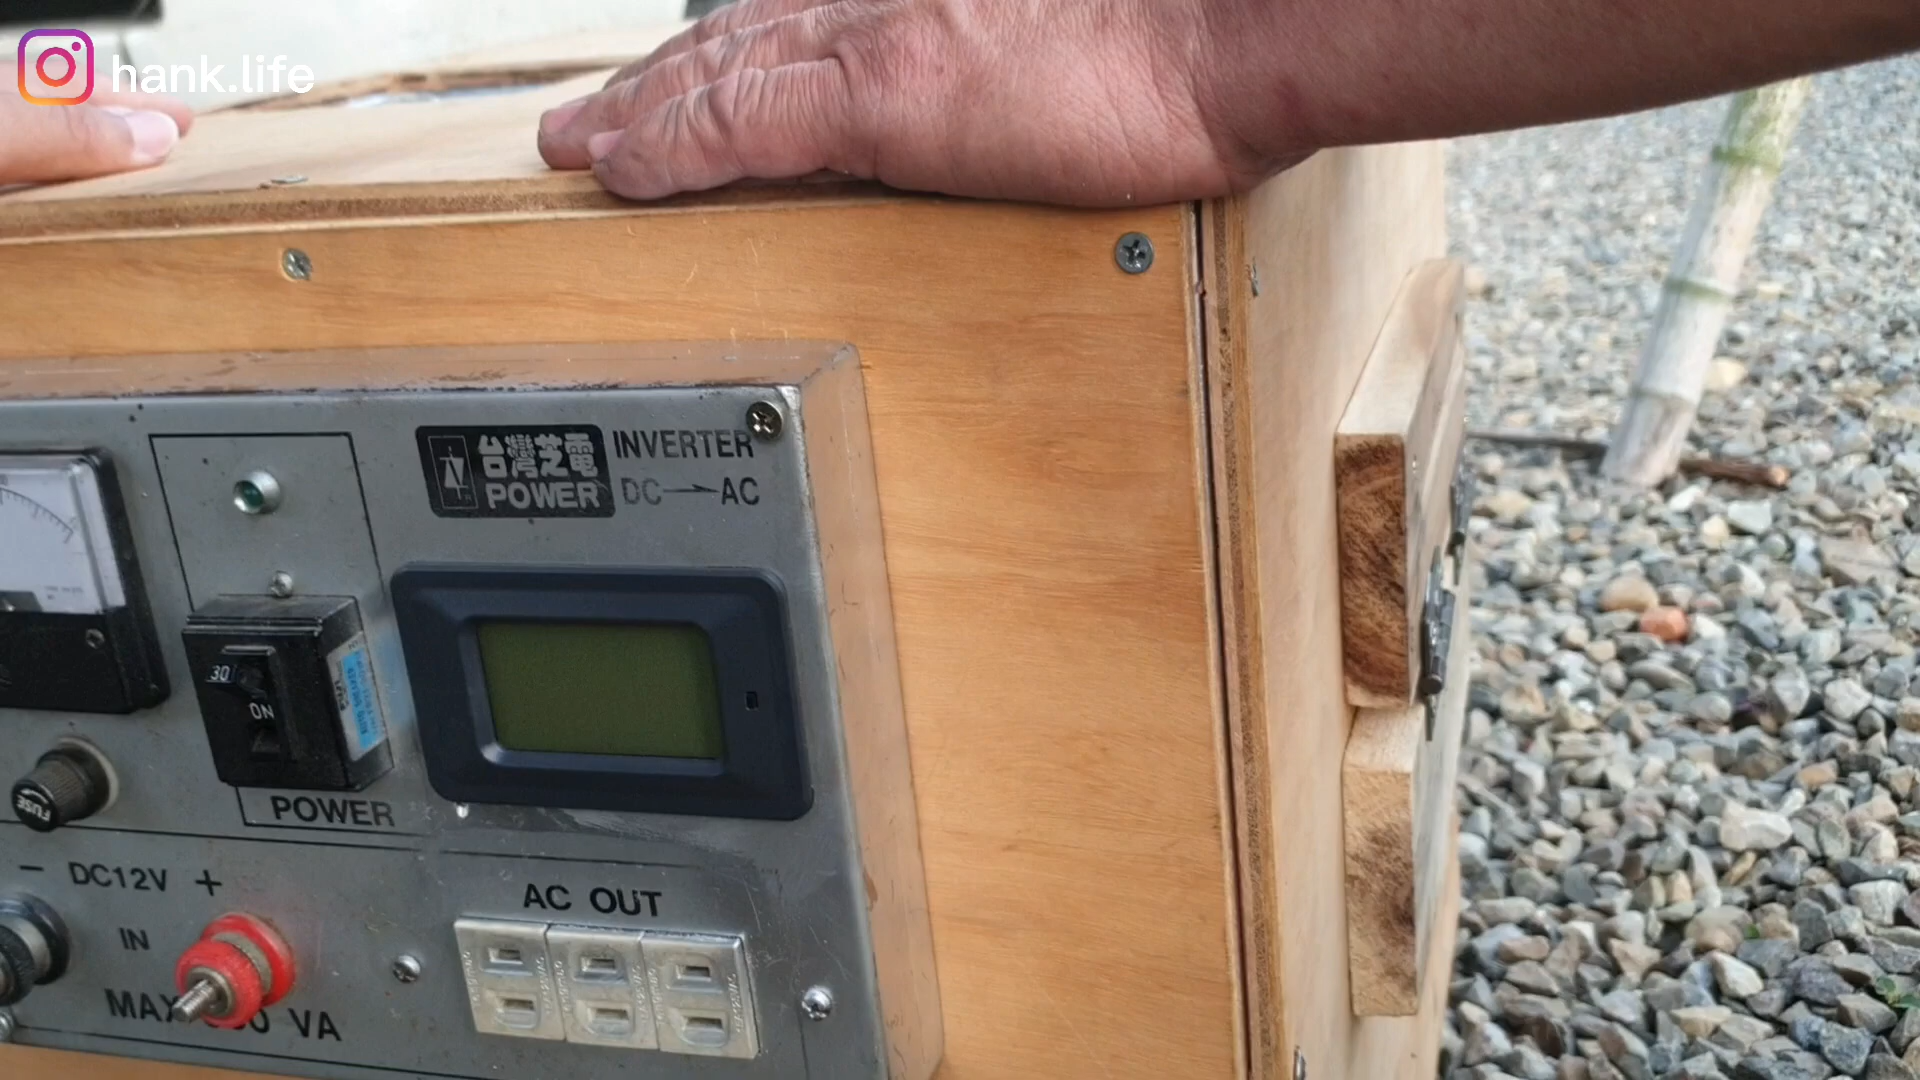 hank.life
台灣芝電
POWER
INVERTER
DC→AC
30
ON
POWER
FUSE
− DC12V +
IN
AC OUT
MAX VA